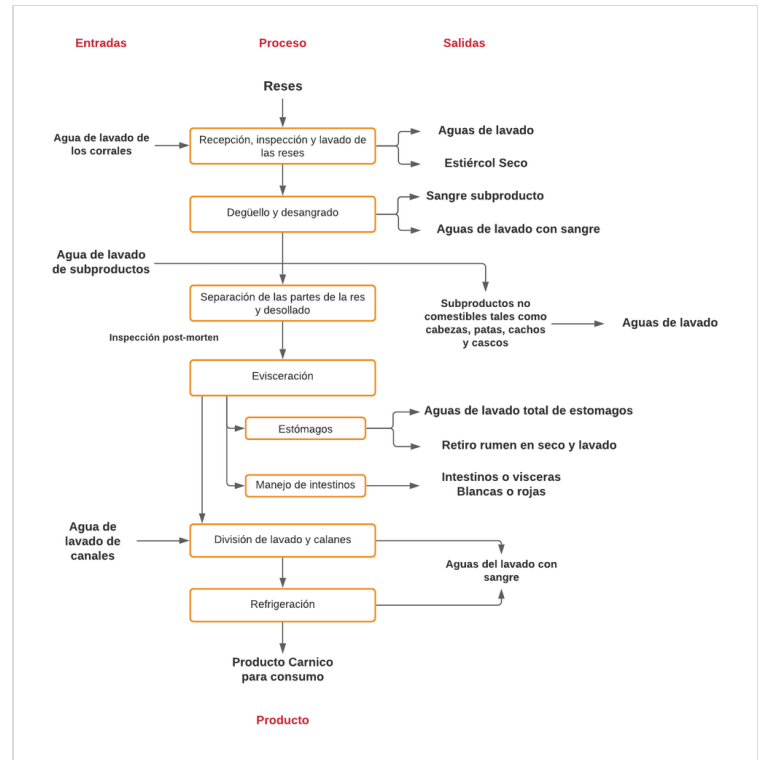 Entradas
Proceso
Salidas
Reses
Agua de lavado de
los corrales
Recepción, inspección y lavado de
las reses
Aguas de lavado
Estiércol Seco
Degüello y desangrado
Sangre subproducto
Aguas de lavado con sangre
Agua de lavado
de subproductos
Separación de las partes de la res
y desollado
Subproductos no
comestibles tales como
cabezas, patas, cachos
y cascos
Aguas de lavado
Inspección post-morten
Evisceración
Estómagos
Aguas de lavado total de estomagos
Retiro rumen en seco y lavado
Manejo de intestinos
Intestinos o visceras
Blancas o rojas
Agua de
lavado de
canales
División de lavado y calanes
Aguas del lavado con
sangre
Refrigeración
Producto Carnico
para consumo
Producto